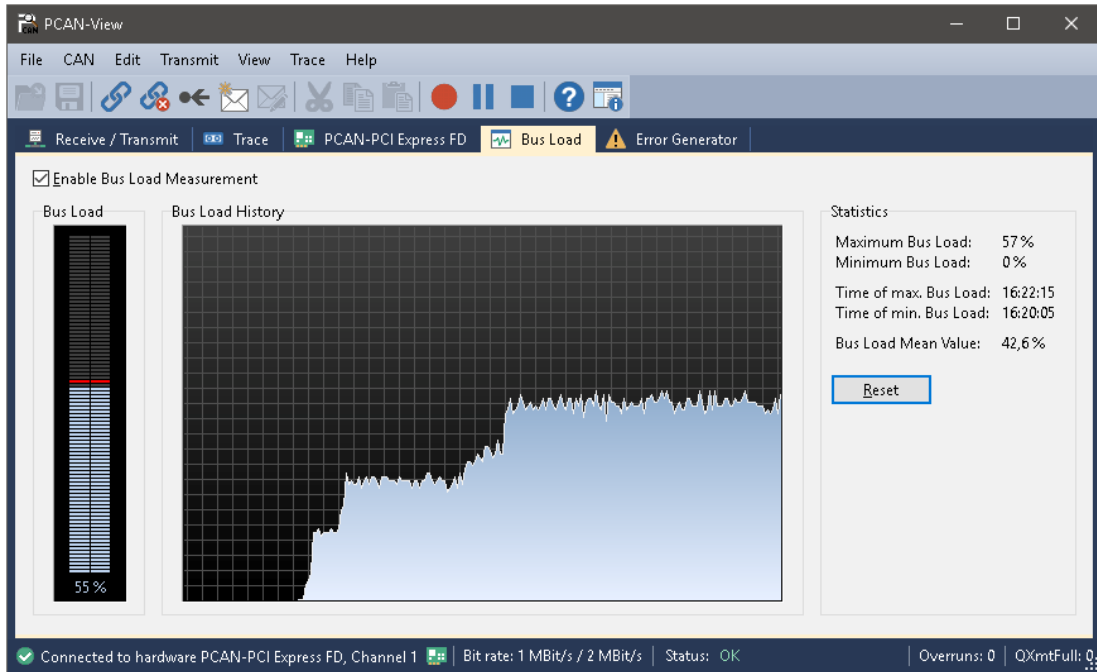 PCAN-View
File CAN Edit Transmit View Trace Help
Receive / Transmit Trace PCAN-PCI Express FD Bus Load Error Generator
Enable Bus Load Measurement
Bus Load
55 %
Bus Load History
Statistics
Maximum Bus Load: 57 %
Minimum Bus Load: 0 %
Time of max. Bus Load: 16:22:15
Time of min. Bus Load: 16:20:05
Bus Load Mean Value: 42,6 %
Reset
Connected to hardware PCAN-PCI Express FD, Channel 1 Bit rate: 1 MBit/s / 2 MBit/s Status: OK Overruns: 0 QXmtFull: 0